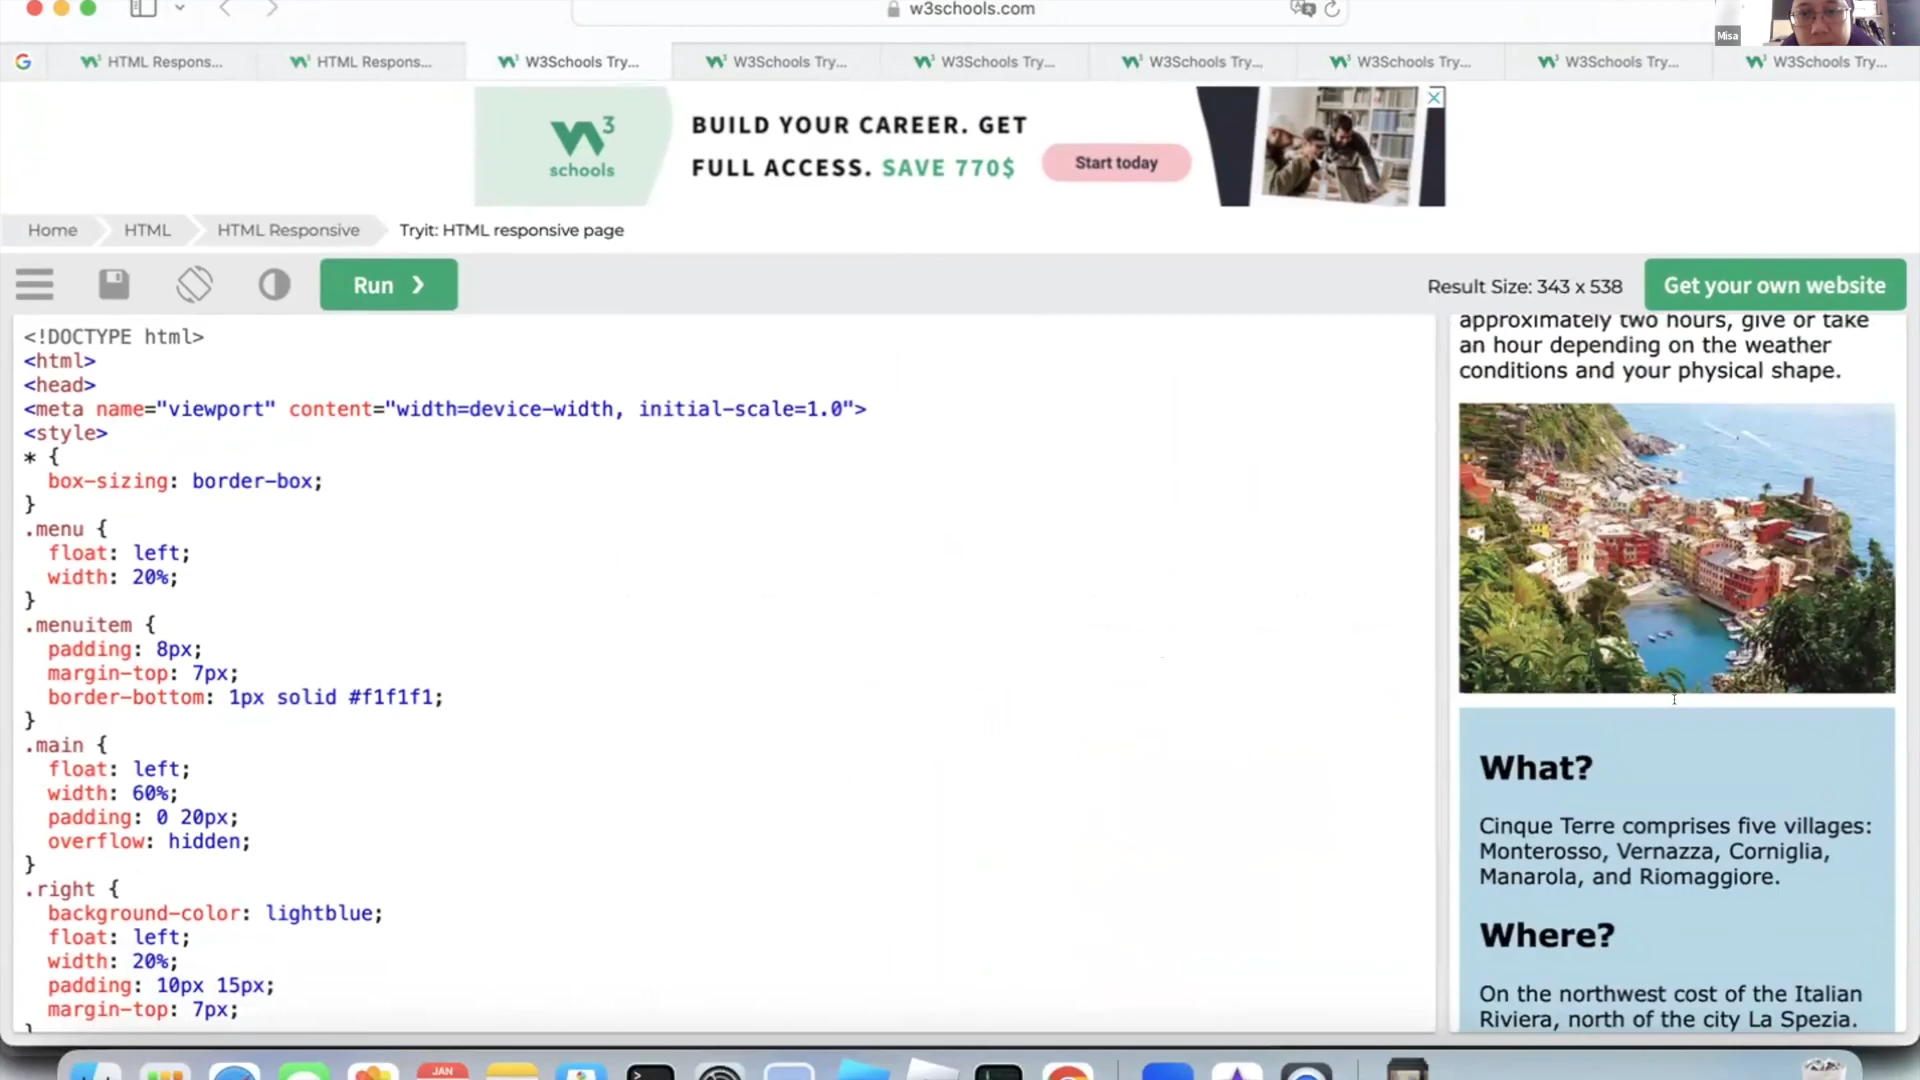 w3schools.com
Misa
HTML Respons...
HTML Respons...
W3Schools Try...
W3Schools Try...
W3Schools Try...
W3Schools Try...
W3Schools Try...
W3Schools Try...
W3Schools Try...
3
schools
BUILD YOUR CAREER. GET
FULL ACCESS. SAVE 770$
Start today
Home
HTML
HTML Responsive
Tryit: HTML responsive page
Run ❯
Result Size: 343 x 538
Get your own website
<!DOCTYPE html>
<html>
<head>
<meta name="viewport" content="width=device-width, initial-scale=1.0">
<style>
* {
  box-sizing: border-box;
}
.menu {
  float: left;
  width: 20%;
}
.menuitem {
  padding: 8px;
  margin-top: 7px;
  border-bottom: 1px solid #f1f1f1;
}
.main {
  float: left;
  width: 60%;
  padding: 0 20px;
  overflow: hidden;
}
.right {
  background-color: lightblue;
  float: left;
  width: 20%;
  padding: 10px 15px;
  margin-top: 7px;
}
approximately two hours, give or take
an hour depending on the weather
conditions and your physical shape.
What?
Cinque Terre comprises five villages:
Monterosso, Vernazza, Corniglia,
Manarola, and Riomaggiore.
Where?
On the northwest cost of the Italian
Riviera, north of the city La Spezia.
JAN